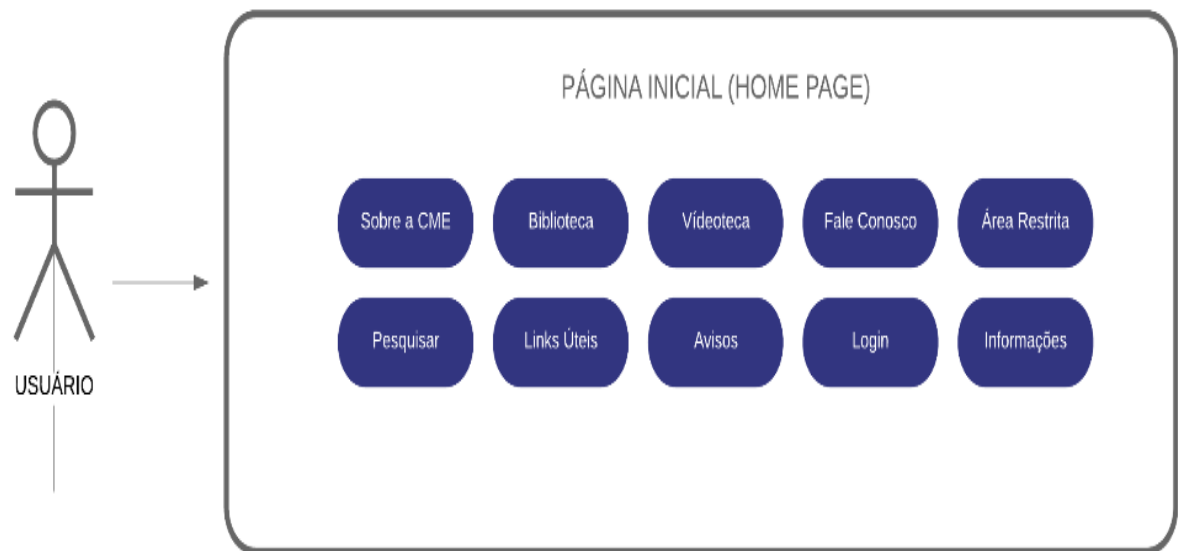 PÁGINA INICIAL (HOME PAGE)
Sobre a CME
Biblioteca
Vídeoteca
Fale Conosco
Área Restrita
Pesquisar
Links Úteis
Avisos
Login
Informações
USUÁRIO